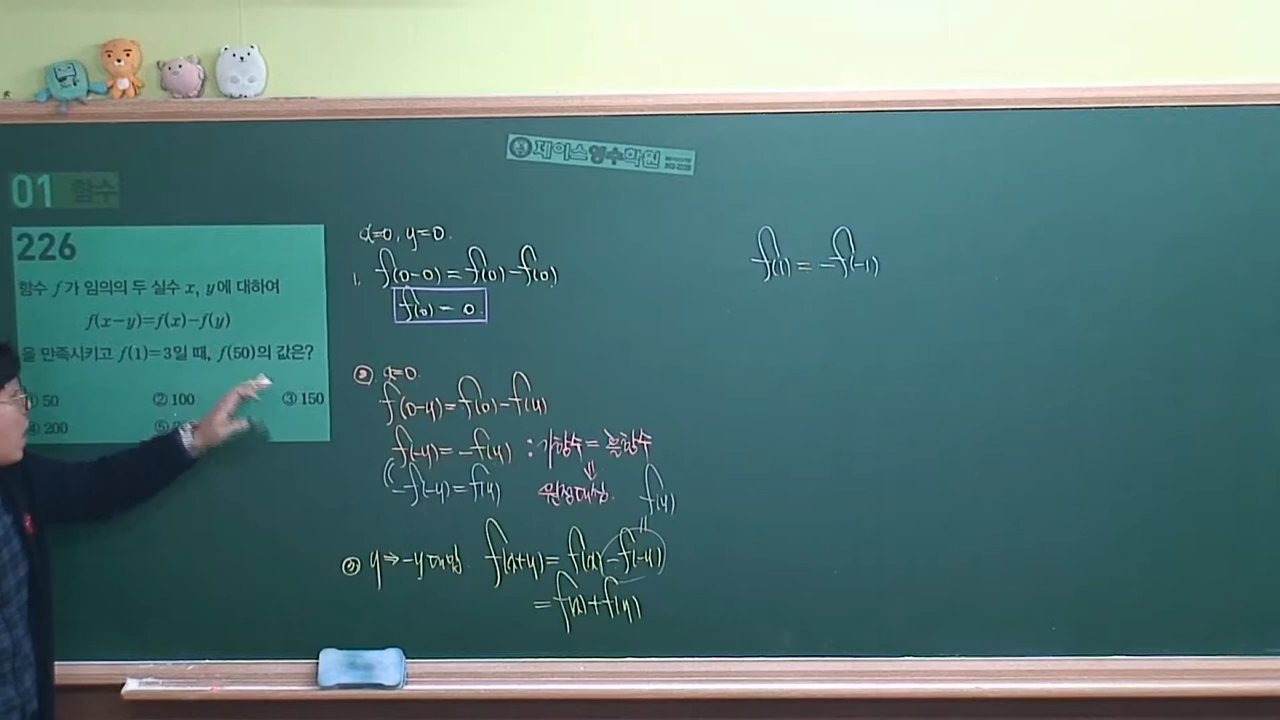 제이스영수학원
01 함수
226
함수 f가 임의의 두 실수 x, y에 대하여
f(x-y)=f(x)-f(y)
을 만족시키고 f(1)=3일 때, f(50)의 값은?
① 50 ② 100 ③ 150
④ 200 ⑤
x=0, y=0.
1. f(0-0)=f(0)-f(0)
f(0)=0.
② x=0.
f(0-y)=f(0)-f(y)
f(-y)=-f(y) : 기함수=홀함수
-f(-y)=f(y) 원점대칭. f(y)
③ y⇒-y 대입 f(x+y)=f(x)-f(-y)
=f(x)+f(y)
f(1)=-f(-1)